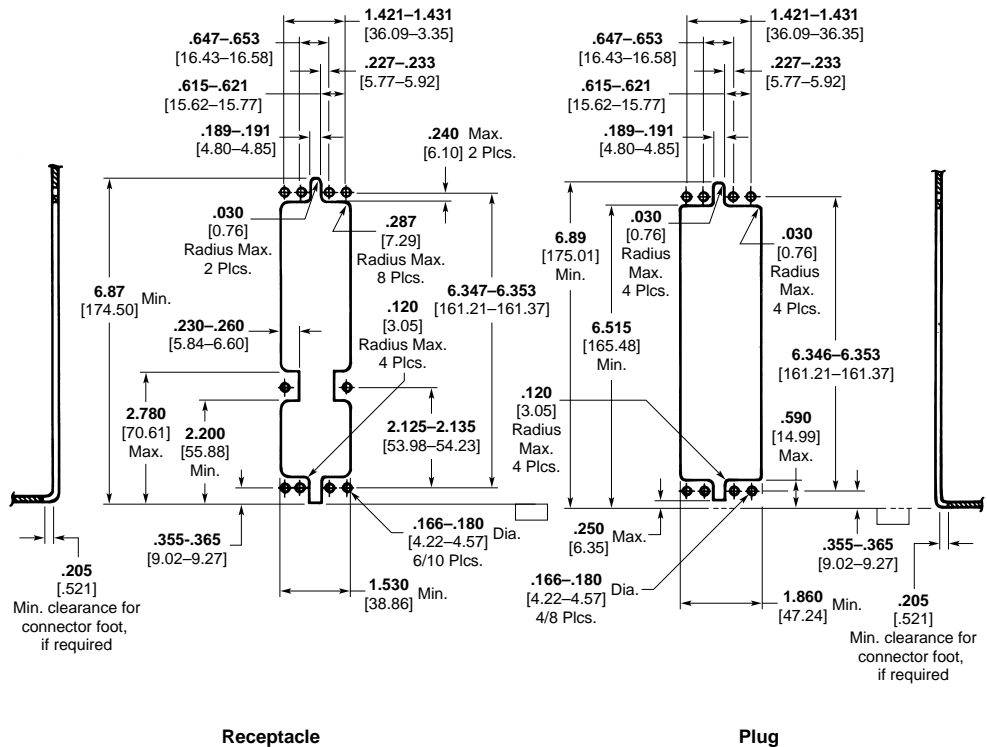 1.421–1.431
[36.09–3.35]
.647–.653
[16.43–16.58]
.227–.233
[5.77–5.92]
.615–.621
[15.62–15.77]
.189–.191
[4.80–4.85]
.240 Max.
[6.10] 2 Plcs.
.030
[0.76]
Radius Max.
2 Plcs.
.287
[7.29]
Radius Max.
8 Plcs.
6.87 Min.
[174.50]
6.347–6.353
[161.21–161.37]
.230–.260
[5.84–6.60]
.120
[3.05]
Radius Max.
4 Plcs.
2.780
[70.61]
Max.
2.200
[55.88]
Min.
2.125–2.135
[53.98–54.23]
.355-.365
[9.02–9.27]
.166–.180 Dia.
[4.22–4.57]
6/10 Plcs.
1.530 Min.
[38.86]
.205
[.521]
Min. clearance for
connector foot,
if required
Receptacle
1.421–1.431
[36.09–36.35]
.647–.653
[16.43–16.58]
.227–.233
[5.77–5.92]
.615–.621
[15.62–15.77]
.189–.191
[4.80–4.85]
.030
[0.76]
Radius
Max.
4 Plcs.
.030
[0.76]
Radius
Max.
4 Plcs.
6.89
[175.01]
Min.
6.515
[165.48]
Min.
6.346–6.353
[161.21–161.37]
.120
[3.05]
Radius
Max.
4 Plcs.
.590
[14.99]
Max.
.250 Max.
[6.35]
.355–.365
[9.02–9.27]
.166–.180 Dia.
[4.22–4.57]
4/8 Plcs.
1.860 Min.
[47.24]
.205
[.521]
Min. clearance for
connector foot,
if required
Plug